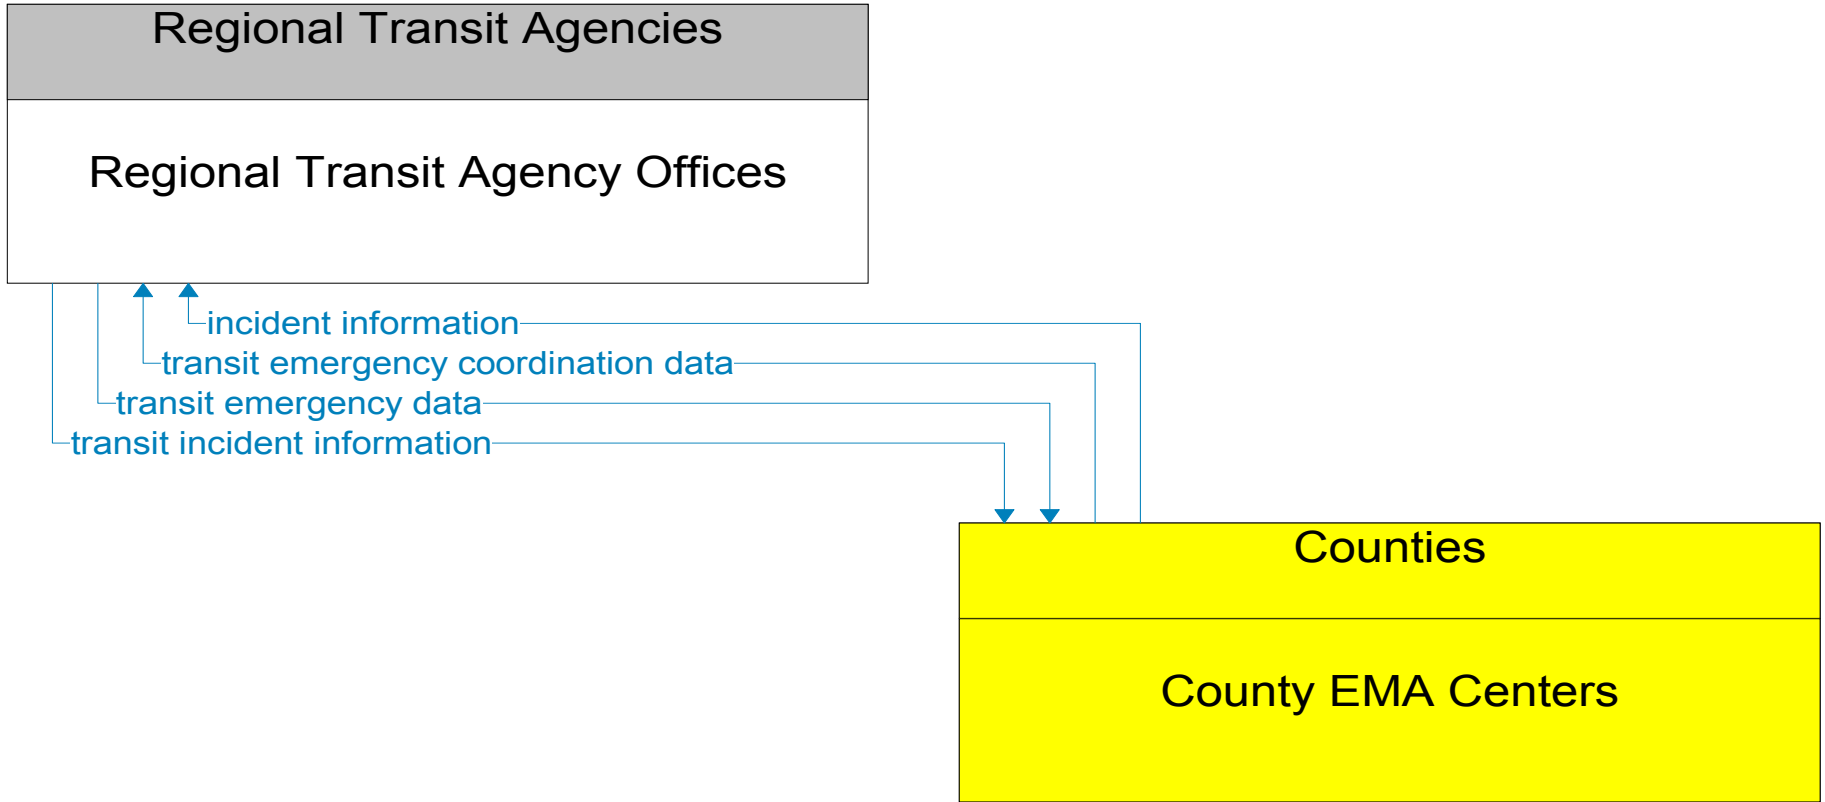 Regional Transit Agencies
Regional Transit Agency Offices
incident information
transit emergency coordination data
transit emergency data
transit incident information
Counties
County EMA Centers